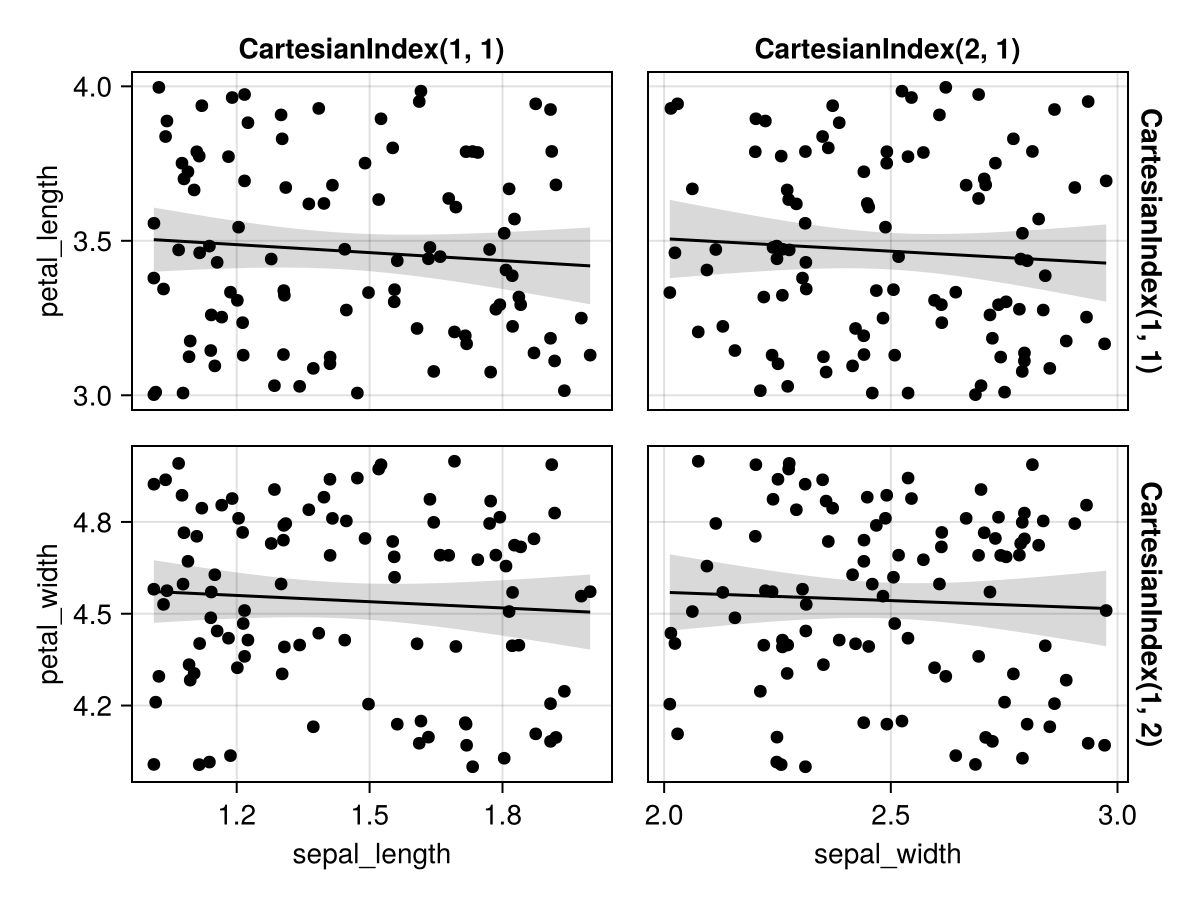 CartesianIndex(1, 1)
CartesianIndex(2, 1)
4.0
3.5
3.0
petal_length
CartesianIndex(1, 1)
4.8
4.5
4.2
petal_width
CartesianIndex(1, 2)
1.2
1.5
1.8
2.0
2.5
3.0
sepal_length
sepal_width